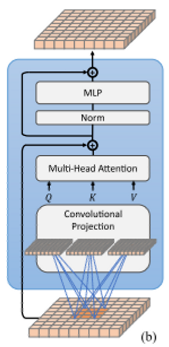 MLP
Norm
Multi-Head Attention
Q K V
Convolutional
Projection
(b)